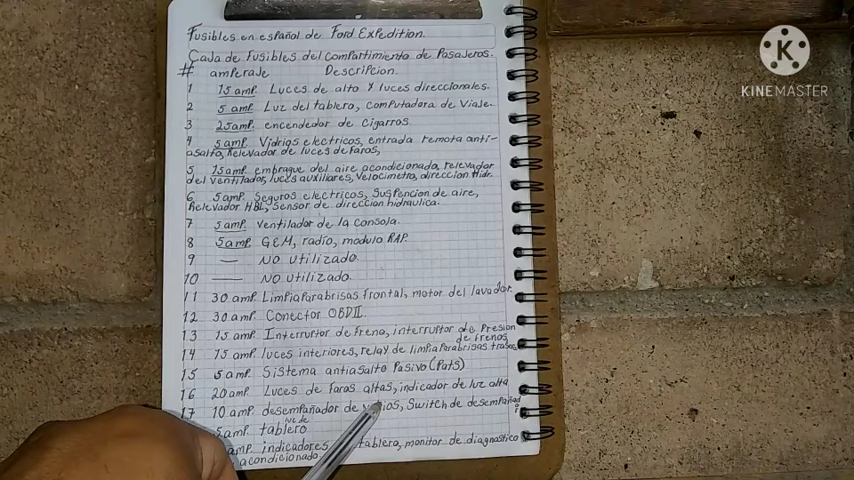 Fusibles en español de Ford Expedition.
Caja de Fusibles del compartimiento de Pasajeros.
# amperaje Descripcion.
1 15 amp. Luces de alto y luces direccionales.
2 5 amp. Luz del tablero, computadora de viaje.
3 25 amp. encendedor de cigarros
4 5 amp. Vidrios electricos, entrada remota anti-
asalto, Relevador de luces de Faros,
5 15 amp. embrague del aire acondicionado, relevador
del ventilador, luces auxiliares, Velocimetro, direccion Hidr.
6 5 amp. Seguros electricos, Suspencion de aire,
Relevador HBL, Sensor de direccion hidraulica.
7 5 amp ventilador de la consola.
8 5 amp. GEM, radio, modulo RAP.
9 — NO utilizado.
10 — NO utilizado.
11 30 amp. Limpiaparabrisas frontal, motor del lavador.
12 30 amp. Conector OBDII.
13 15 amp. Interruptor de freno, interruptor de Presion
de frenos.
14 15 amp luces interiores, relay de limpiaparabrisas
15 5 amp. Sistema antiasalto Pasivo (Pats)
16 20 amp. Luces de Faros altas, indicador de luz alta
17 10 amp. desempañador de, Switch de
5 amp. tablero
amp. indicadores tablero, monitor de diagnostico
acondicionado.
KINEMASTER